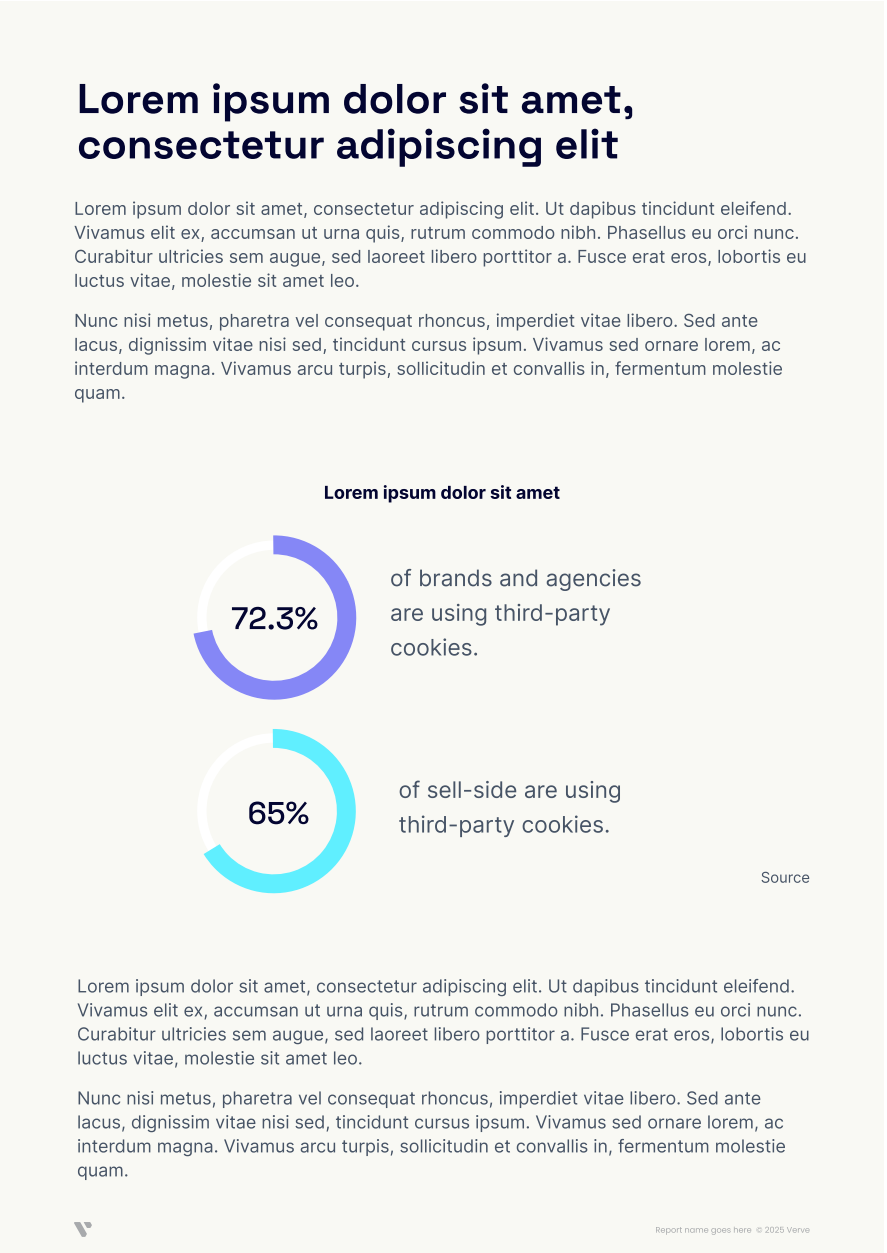 Lorem ipsum dolor sit amet,
consectetur adipiscing elit
Lorem ipsum dolor sit amet, consectetur adipiscing elit. Ut dapibus tincidunt eleifend.
Vivamus elit ex, accumsan ut urna quis, rutrum commodo nibh. Phasellus eu orci nunc.
Curabitur ultricies sem augue, sed laoreet libero porttitor a. Fusce erat eros, lobortis eu
luctus vitae, molestie sit amet leo.
Nunc nisi metus, pharetra vel consequat rhoncus, imperdiet vitae libero. Sed ante
lacus, dignissim vitae nisi sed, tincidunt cursus ipsum. Vivamus sed ornare lorem, ac
interdum magna. Vivamus arcu turpis, sollicitudin et convallis in, fermentum molestie
quam.
Lorem ipsum dolor sit amet
72.3%
of brands and agencies
are using third-party
cookies.
65%
of sell-side are using
third-party cookies.
Source
Lorem ipsum dolor sit amet, consectetur adipiscing elit. Ut dapibus tincidunt eleifend.
Vivamus elit ex, accumsan ut urna quis, rutrum commodo nibh. Phasellus eu orci nunc.
Curabitur ultricies sem augue, sed laoreet libero porttitor a. Fusce erat eros, lobortis eu
luctus vitae, molestie sit amet leo.
Nunc nisi metus, pharetra vel consequat rhoncus, imperdiet vitae libero. Sed ante
lacus, dignissim vitae nisi sed, tincidunt cursus ipsum. Vivamus sed ornare lorem, ac
interdum magna. Vivamus arcu turpis, sollicitudin et convallis in, fermentum molestie
quam.
Report name goes here © 2025 Verve